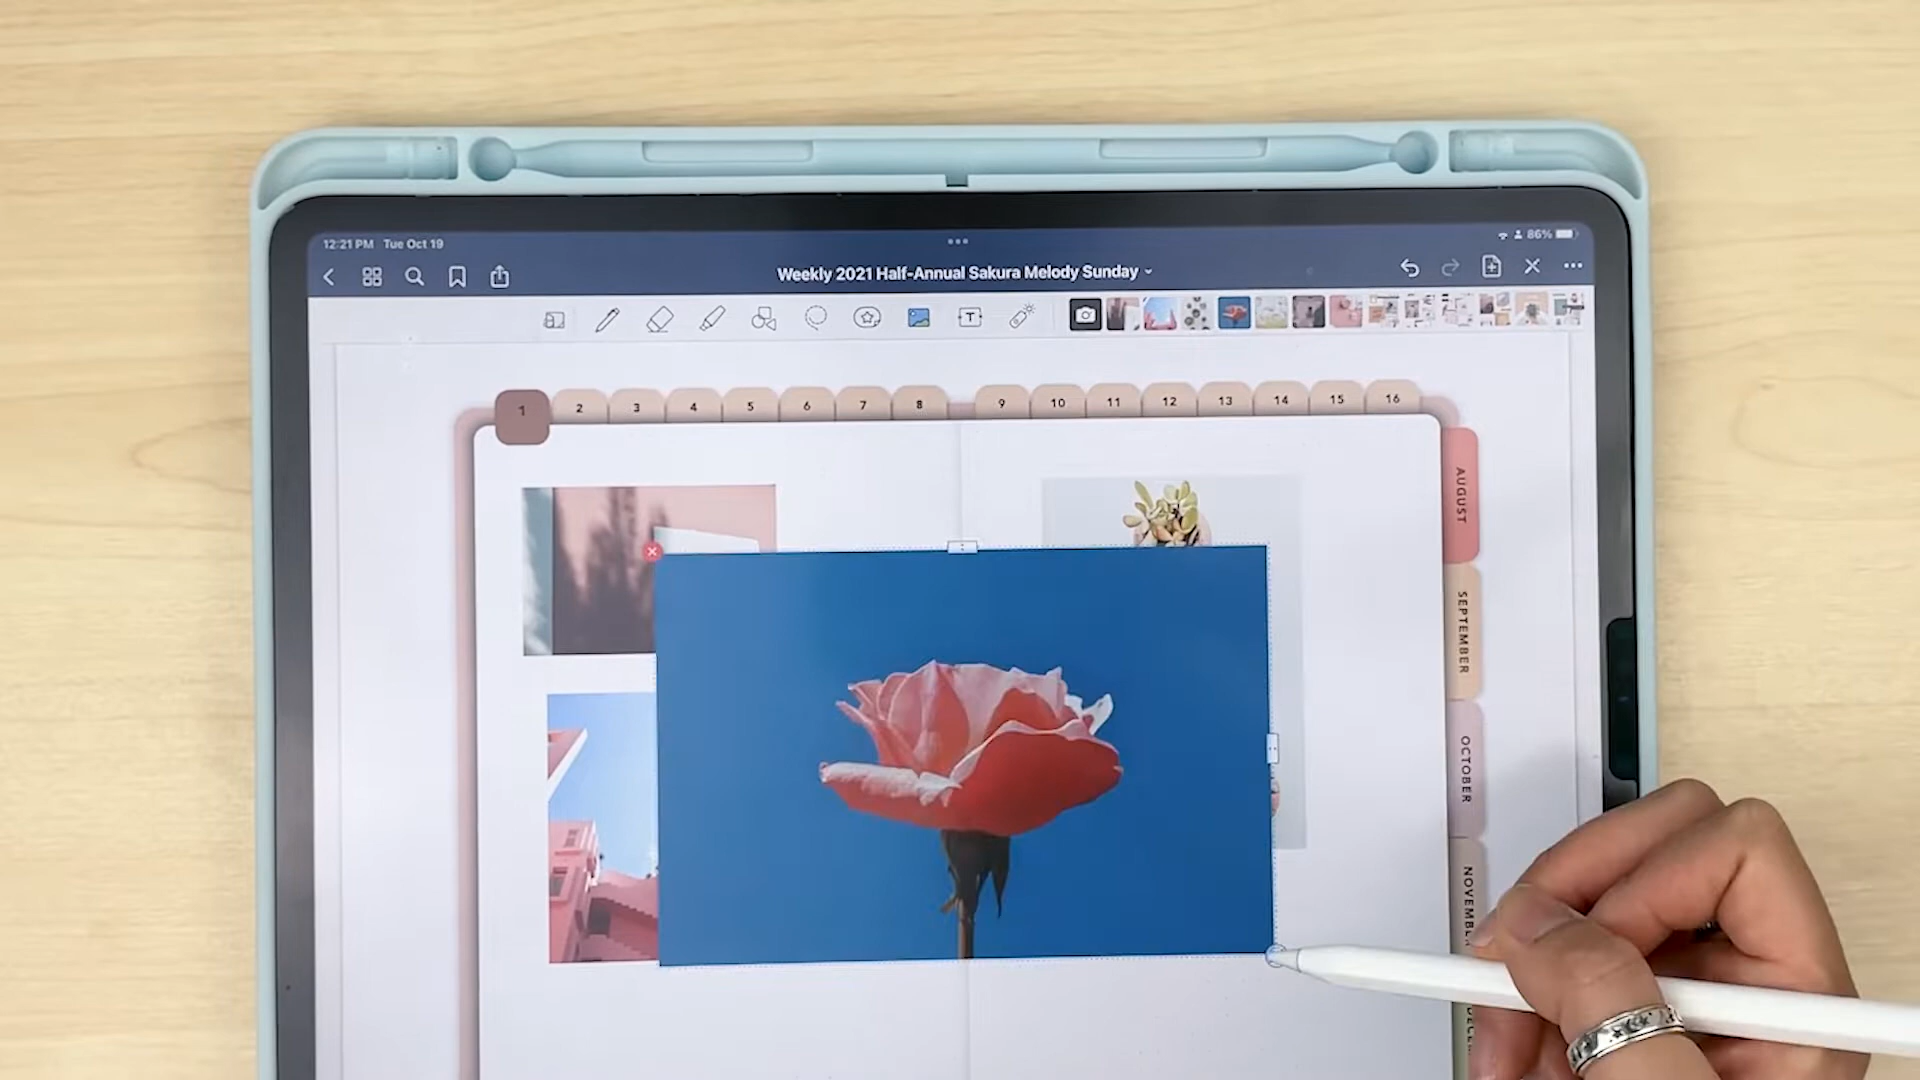 12:21 PM Tue Oct 19
86%
Weekly 2021 Half-Annual Sakura Melody Sunday
T
1 2 3 4 5 6 7 8 9 10 11 12 13 14 15 16
AUGUST
SEPTEMBER
OCTOBER
NOVEMBER